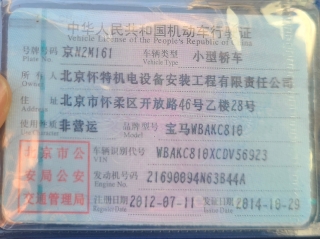 中华人民共和国机动车行驶证
Vehicle License of the People's Republic of China
号牌号码 京N2M161 车辆类型 小型轿车
Plate No. Vehicle Type
所有人 北京怀特机电设备安装工程有限责任公司
住址 北京市怀柔区开放路46号乙楼28号
使用性质 非营运 品牌型号 宝马WBAKC810
北京市公安局公安交通管理局
车辆识别代号 WBAKC810XCDV56923
VIN
发动机号码 21690094N63B44A
Engine No.
注册日期 2012-07-11 发证日期 2014-10-29